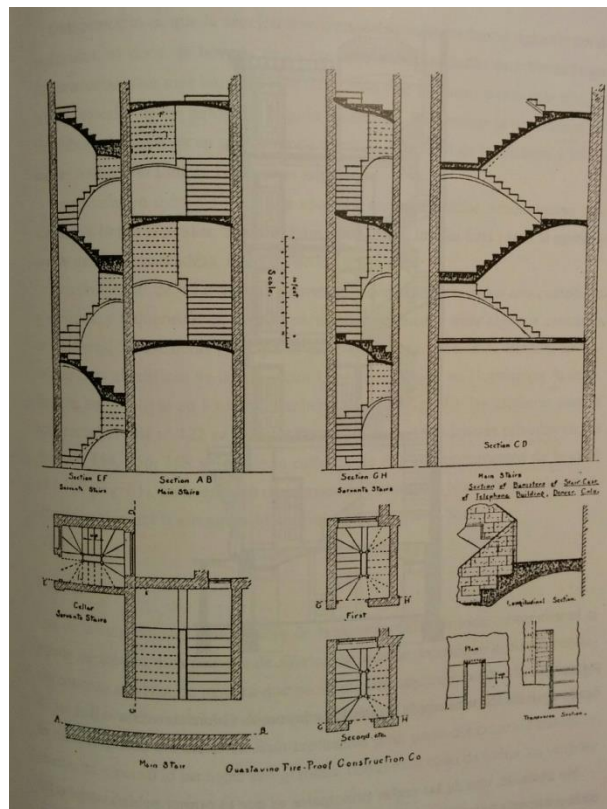 Scale.
in feet
Section EF
Servants Stairs
Section AB
Main Stairs
Section GH
Servants Stairs
Section CD
Main Stairs
Section of Banisters of Stair Case
of Telephone Building, Denver, Colo.
Cellar
Servants Stairs
First
Longitudinal Section
Plan
Transverse Section.
Second, etc.
C
H
C
H
D
A
B
Main Stair
Guastavino Fire-Proof Construction Co